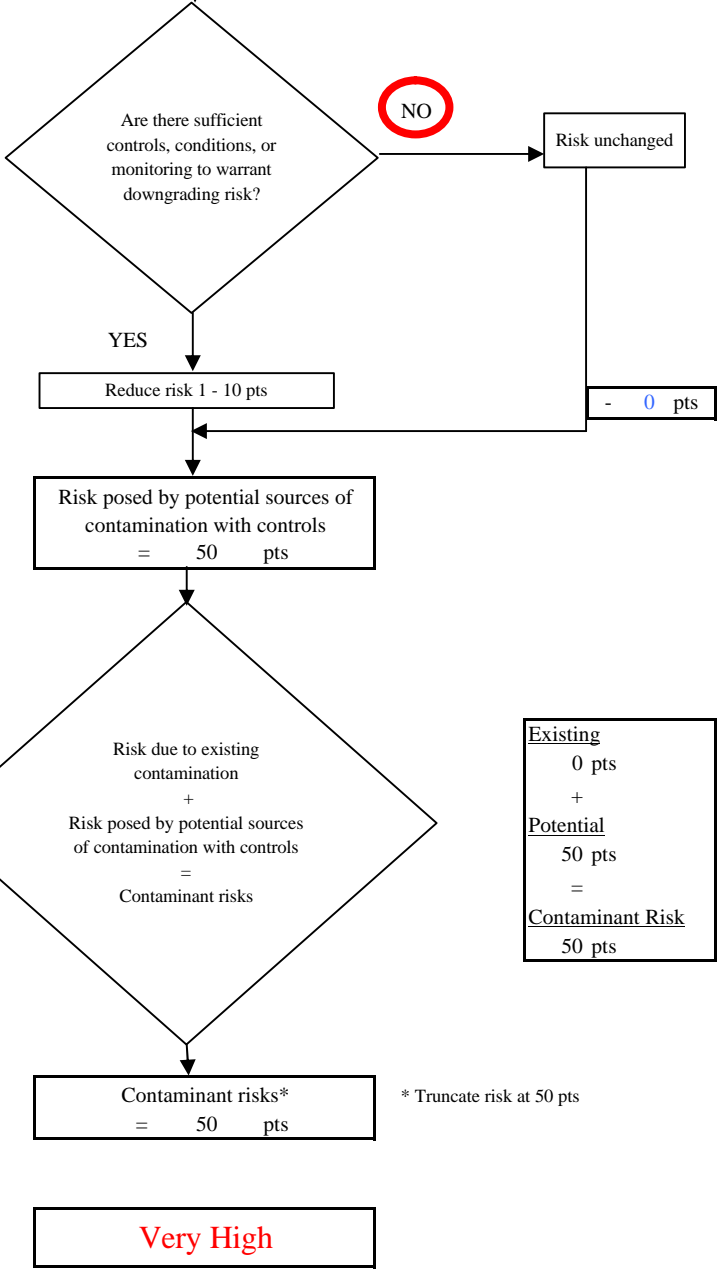 Are there sufficient
controls, conditions, or
monitoring to warrant
downgrading risk?
NO
Risk unchanged
YES
Reduce risk 1 - 10 pts
- 0 pts
Risk posed by potential sources of
contamination with controls
= 50 pts
Risk due to existing
contamination
+
Risk posed by potential sources
of contamination with controls
=
Contaminant risks
Existing
0 pts
+
Potential
50 pts
=
Contaminant Risk
50 pts
Contaminant risks*
= 50 pts
* Truncate risk at 50 pts
Very High